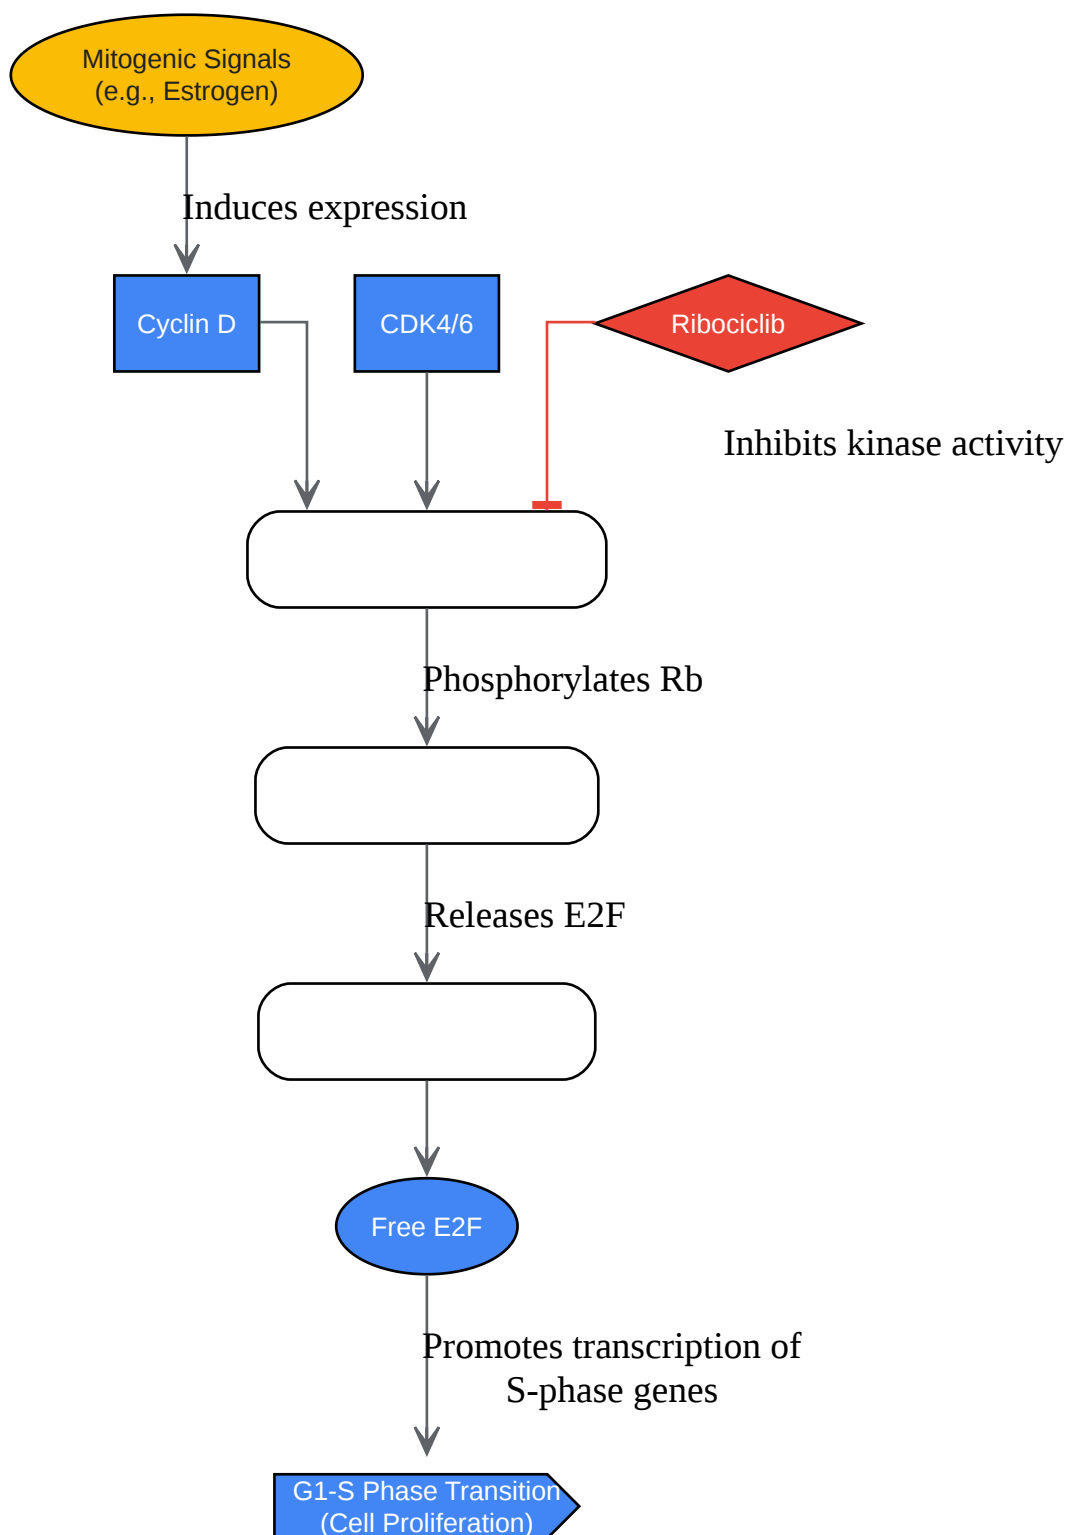 Mitogenic Signals
(e.g., Estrogen)
Induces expression
Cyclin D
CDK4/6
Ribociclib
Inhibits kinase activity
Phosphorylates Rb
Releases E2F
Free E2F
Promotes transcription of
S-phase genes
G1-S Phase Transition
(Cell Proliferation)